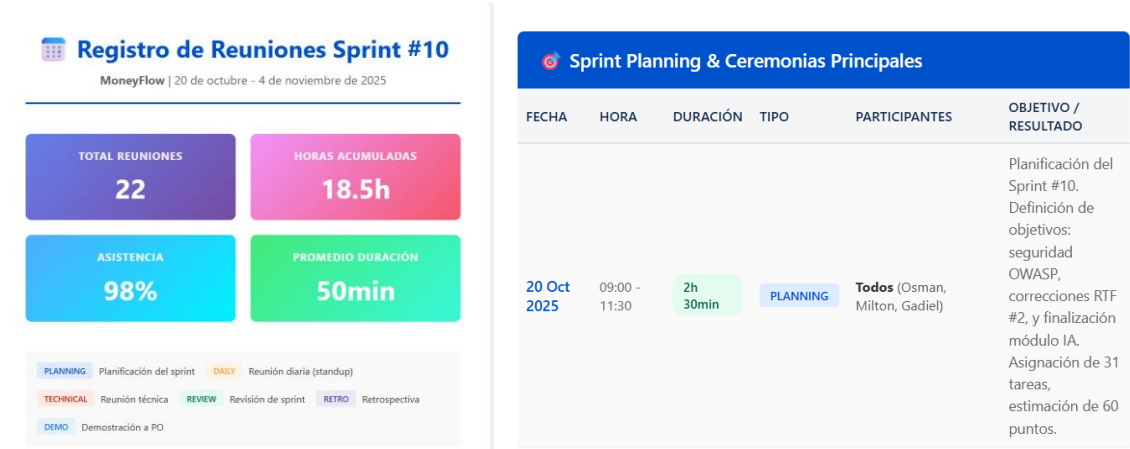 Registro de Reuniones Sprint #10
MoneyFlow | 20 de octubre - 4 de noviembre de 2025
TOTAL REUNIONES
22
HORAS ACUMULADAS
18.5h
ASISTENCIA
98%
PROMEDIO DURACIÓN
50min
PLANNING Planificación del sprint DAILY Reunión diaria (standup)
TECHNICAL Reunión técnica REVIEW Revisión de sprint RETRO Retrospectiva
DEMO Demostración a PO
Sprint Planning & Ceremonias Principales
FECHA HORA DURACIÓN TIPO PARTICIPANTES OBJETIVO /
RESULTADO
20 Oct
2025
09:00 -
11:30
2h
30min
PLANNING
Todos (Osman,
Milton, Gadiel)
Planificación del
Sprint #10.
Definición de
objetivos:
seguridad
OWASP,
correcciones RTF
#2, y finalización
módulo IA.
Asignación de 31
tareas,
estimación de 60
puntos.